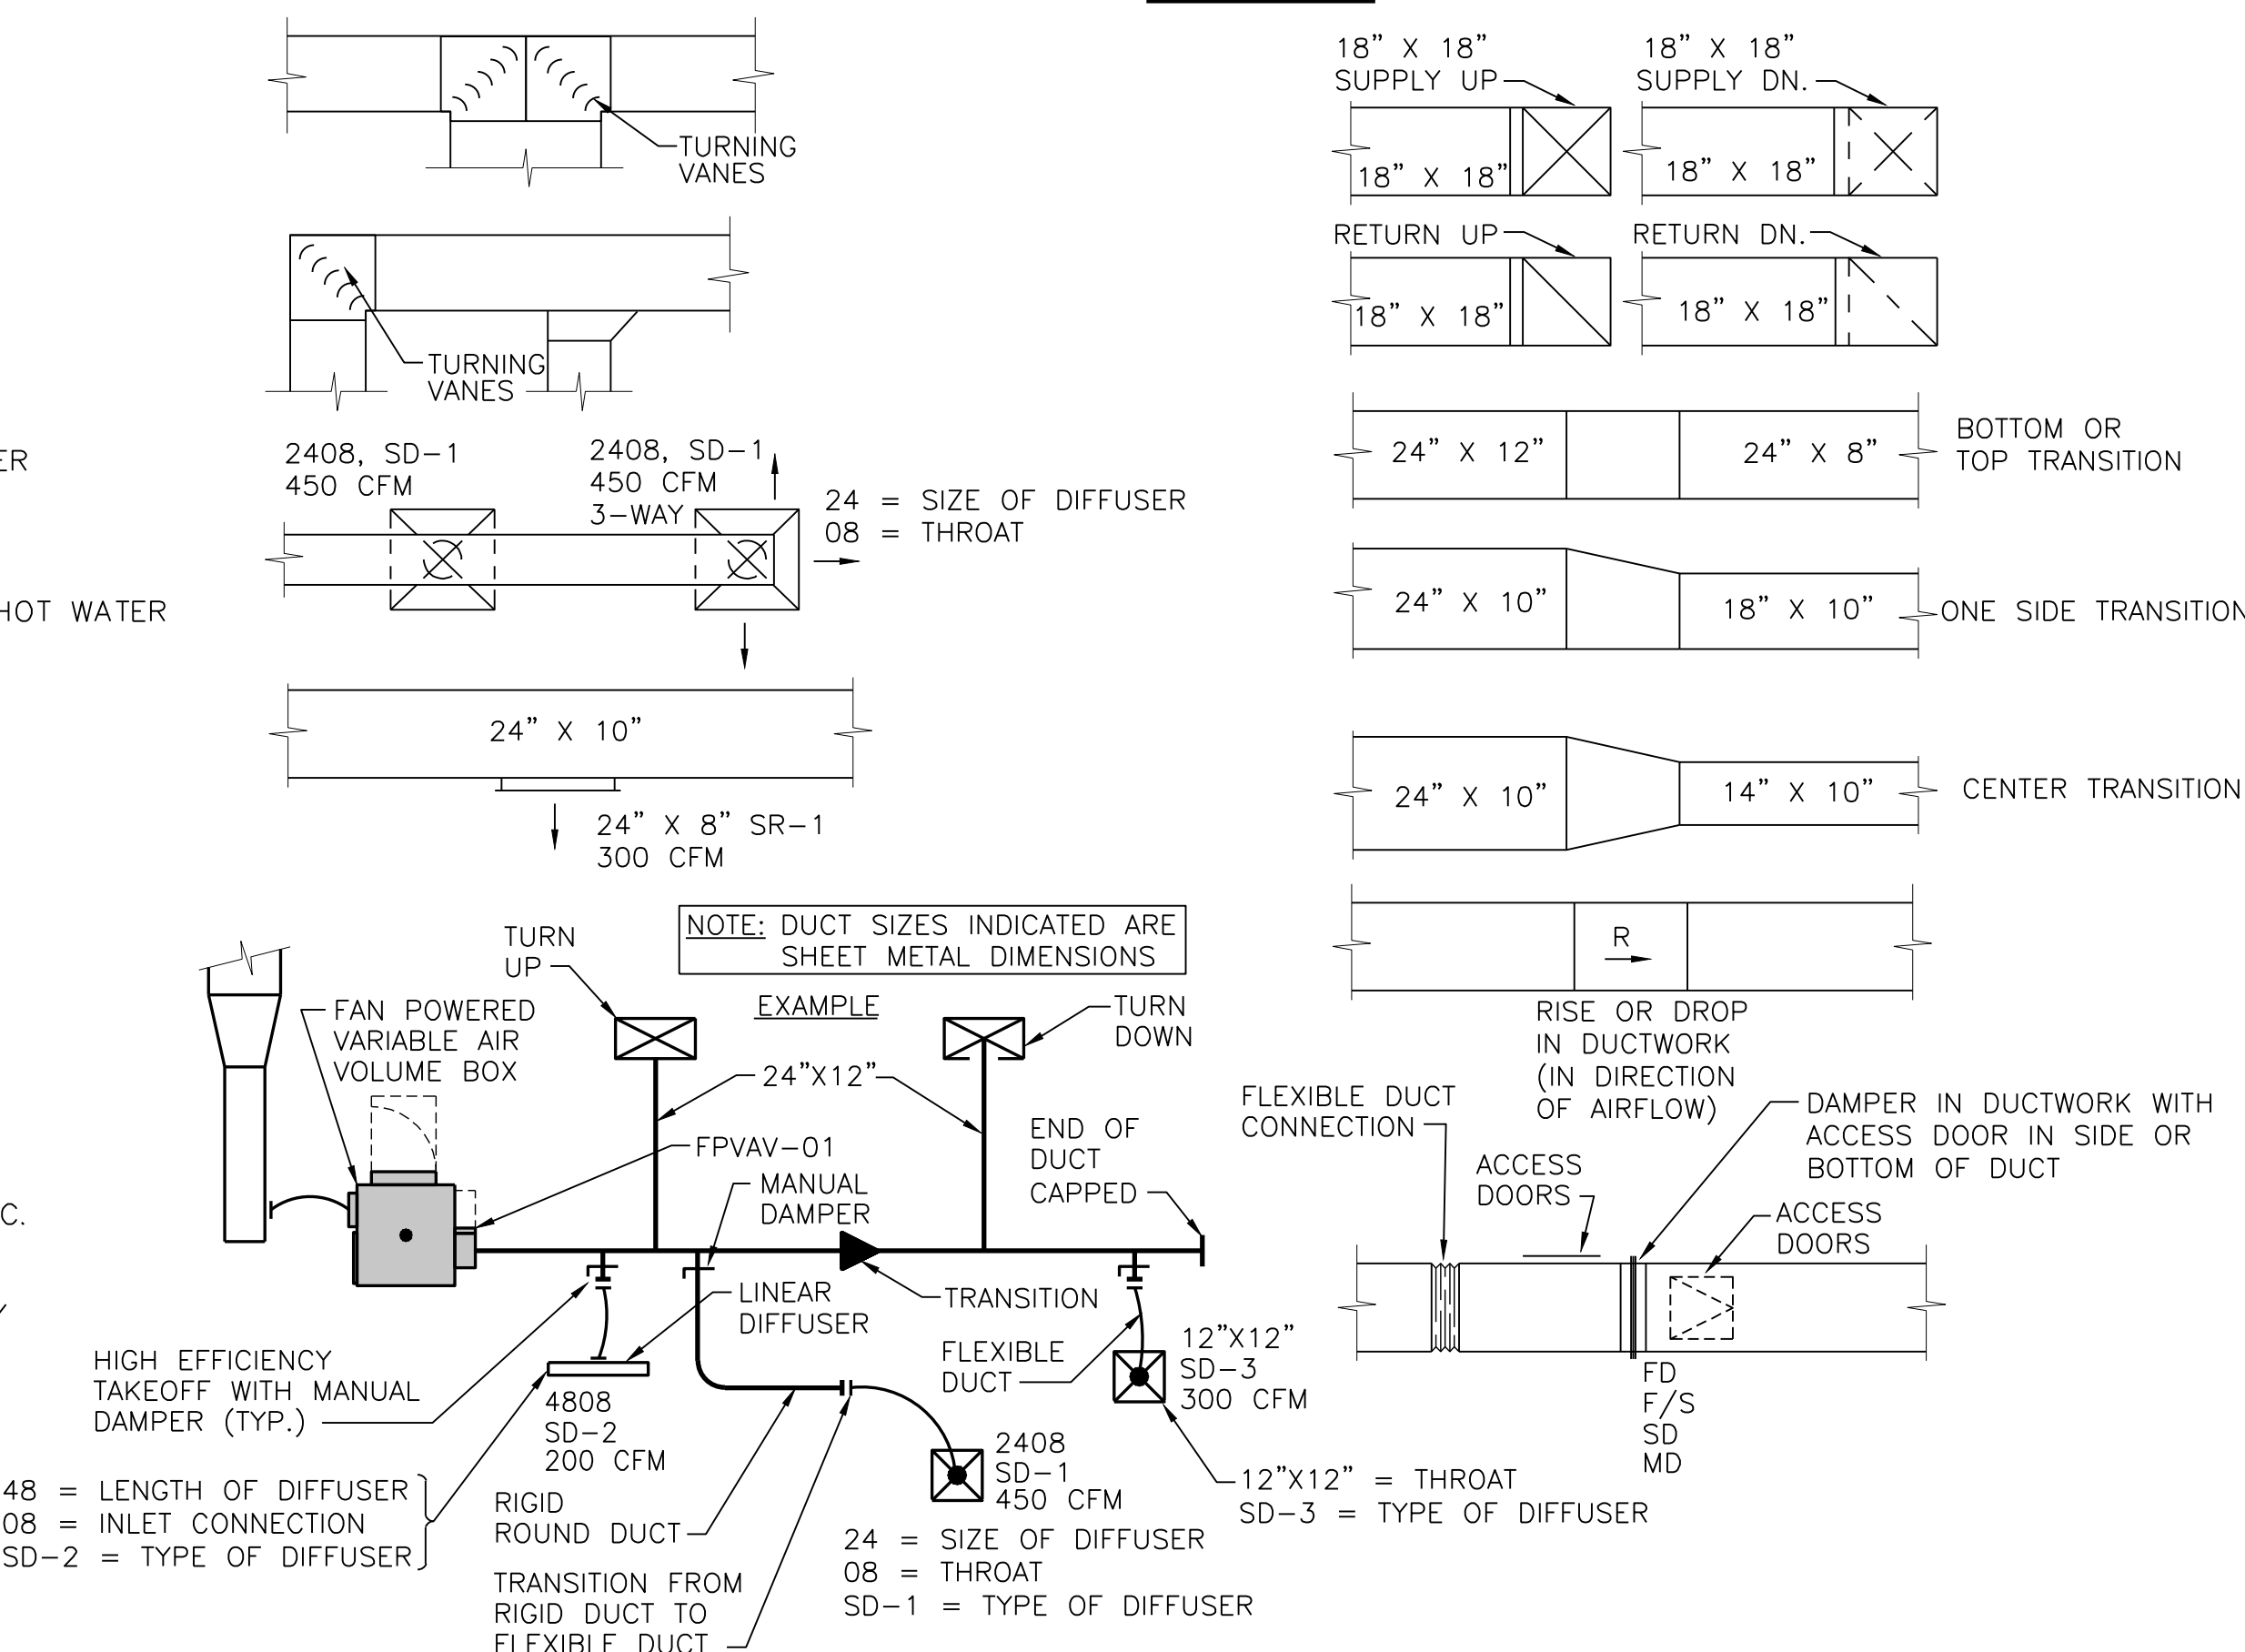 TURNING
VANES
TURNING
VANES
ER
HOT WATER
2408, SD-1
450 CFM
2408, SD-1
450 CFM
3-WAY
24 = SIZE OF DIFFUSER
08 = THROAT
24" X 10"
24" X 8" SR-1
300 CFM
18" X 18"
SUPPLY UP
18" X 18"
18" X 18"
SUPPLY DN.
18" X 18"
RETURN UP
18" X 18"
RETURN DN.
18" X 18"
24" X 12"
24" X 8"
BOTTOM OR
TOP TRANSITION
24" X 10"
18" X 10"
ONE SIDE TRANSITION
24" X 10"
14" X 10"
CENTER TRANSITION
R
RISE OR DROP
IN DUCTWORK
(IN DIRECTION
OF AIRFLOW)
NOTE: DUCT SIZES INDICATED ARE
SHEET METAL DIMENSIONS
EXAMPLE
TURN
UP
TURN
DOWN
FAN POWERED
VARIABLE AIR
VOLUME BOX
24"X12"
FPVAV-01
MANUAL
DAMPER
END OF
DUCT
CAPPED
C.
LINEAR
DIFFUSER
TRANSITION
FLEXIBLE
DUCT
12"X12"
SD-3
300 CFM
HIGH EFFICIENCY
TAKEOFF WITH MANUAL
DAMPER (TYP.)
4808
SD-2
200 CFM
48 = LENGTH OF DIFFUSER
08 = INLET CONNECTION
SD-2 = TYPE OF DIFFUSER
RIGID
ROUND DUCT
TRANSITION FROM
RIGID DUCT TO
FLEXIBLE DUCT
2408
SD-1
450 CFM
24 = SIZE OF DIFFUSER
08 = THROAT
SD-1 = TYPE OF DIFFUSER
12"X12" = THROAT
SD-3 = TYPE OF DIFFUSER
FLEXIBLE DUCT
CONNECTION
ACCESS
DOORS
DAMPER IN DUCTWORK WITH
ACCESS DOOR IN SIDE OR
BOTTOM OF DUCT
ACCESS
DOORS
FD
F/S
SD
MD